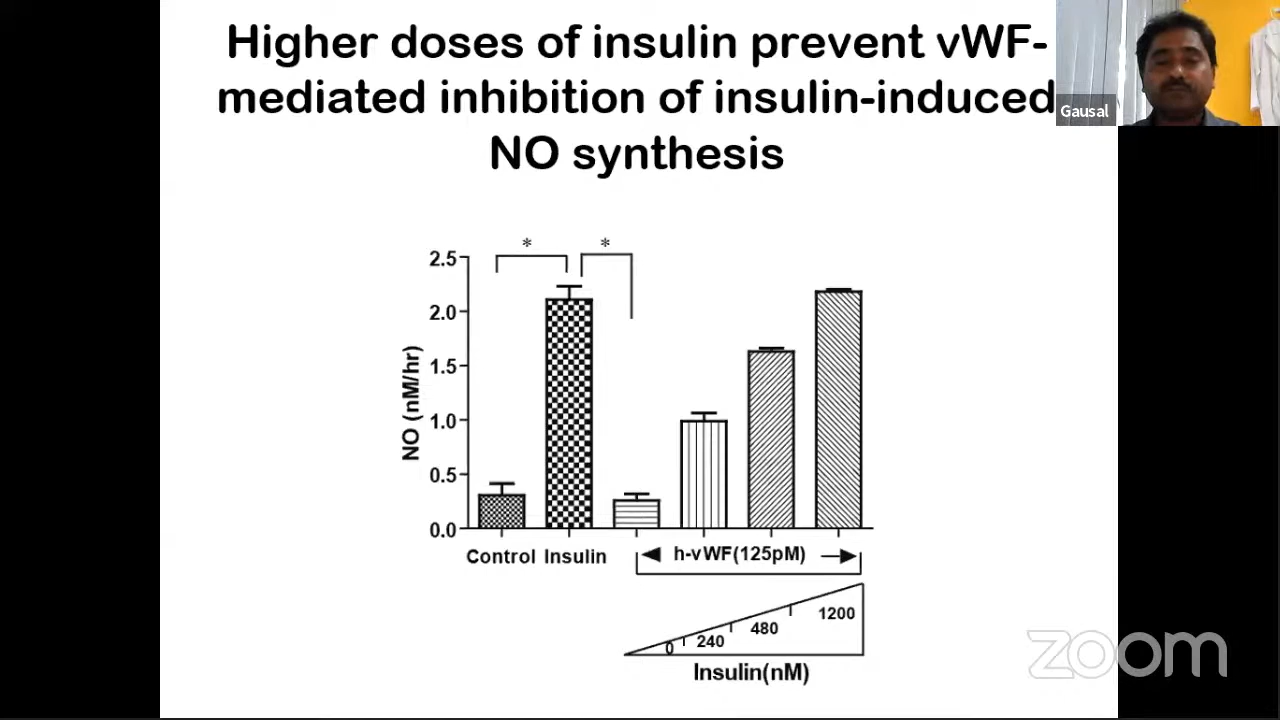 Higher doses of insulin prevent vWF-
mediated inhibition of insulin-induced
NO synthesis
Gausal
* *
2.5
2.0
1.5
1.0
0.5
0.0
NO (nM/hr)
Control Insulin
h-vWF(125pM)
0 240 480 1200
Insulin(nM)
zoom